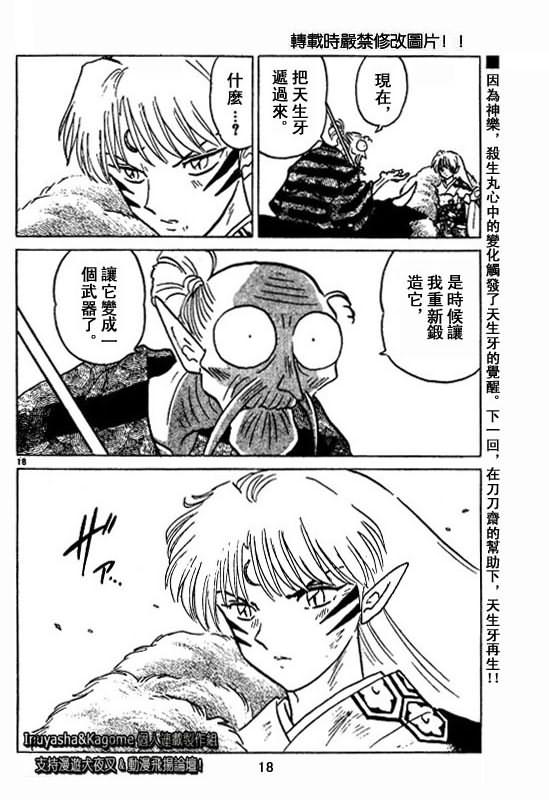 轉載時嚴禁修改圖片！！
現在，
把天生牙
遞過來。
什麼…？
是時候讓
我重新鍛
造它，
讓它變成一
個武器了。
18
■因為神樂，殺生丸心中的變化觸發了天生牙的覺醒。下一回，在刀刀齋的幫助下，天生牙再生!!
Inuyasha&Kagome 個人連載製作組
支持漫遊犬夜叉&動漫飛揚論壇!
18